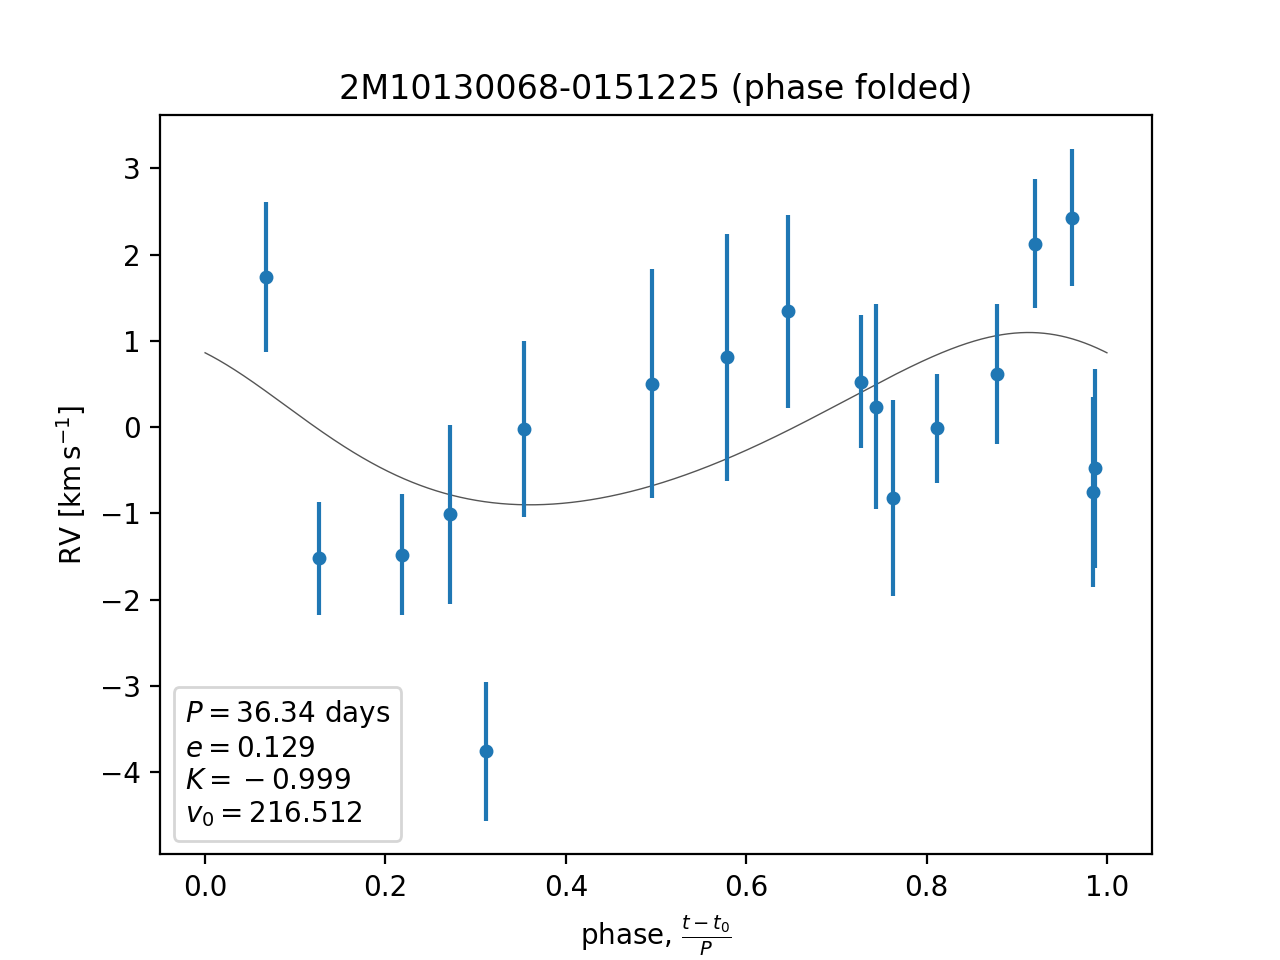 2M10130068-0151225 (phase folded)
3
2
1
0
−1
−2
−3
−4
RV [km s⁻¹]
P = 36.34 days
e = 0.129
K = −0.999
v₀ = 216.512
0.0 0.2 0.4 0.6 0.8 1.0
phase, (t − t₀)/P